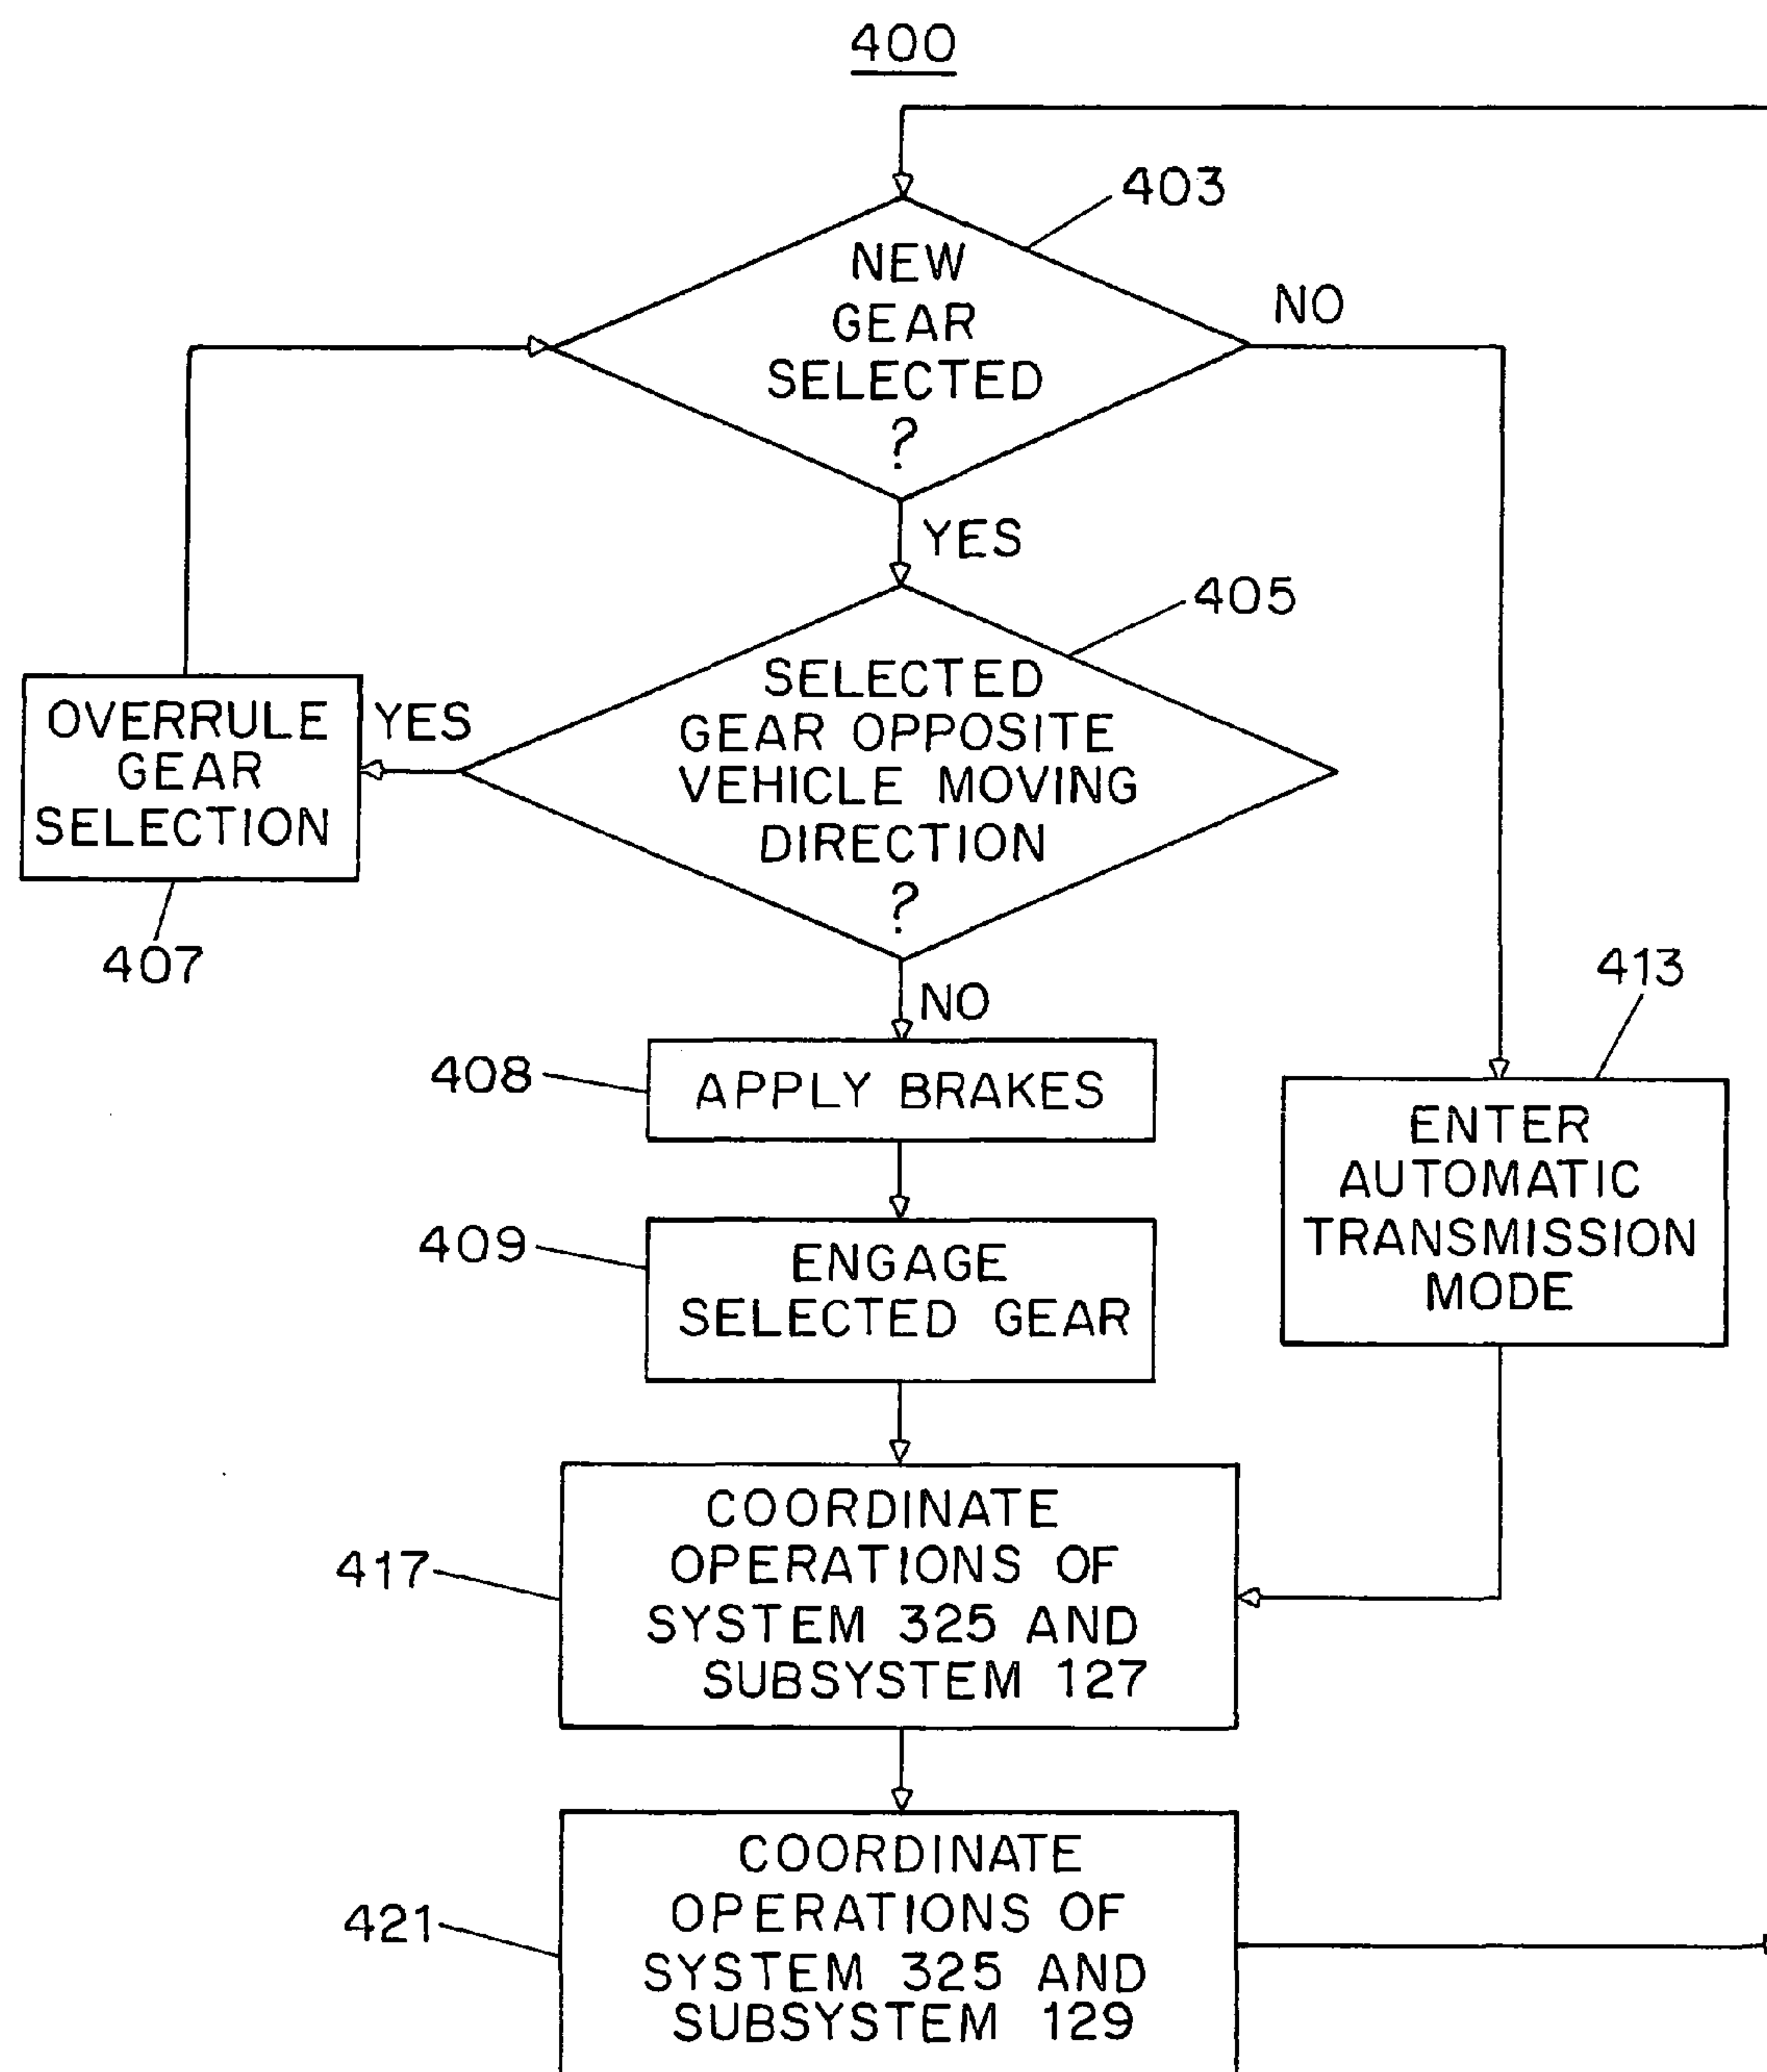 400
403
NEW
GEAR
SELECTED
?
NO
YES
405
SELECTED
GEAR OPPOSITE
VEHICLE MOVING
DIRECTION
?
YES
OVERRULE
GEAR
SELECTION
407
NO
408
APPLY BRAKES
413
ENTER
AUTOMATIC
TRANSMISSION
MODE
409
ENGAGE
SELECTED GEAR
417
COORDINATE
OPERATIONS OF
SYSTEM 325 AND
SUBSYSTEM 127
421
COORDINATE
OPERATIONS OF
SYSTEM 325 AND
SUBSYSTEM 129